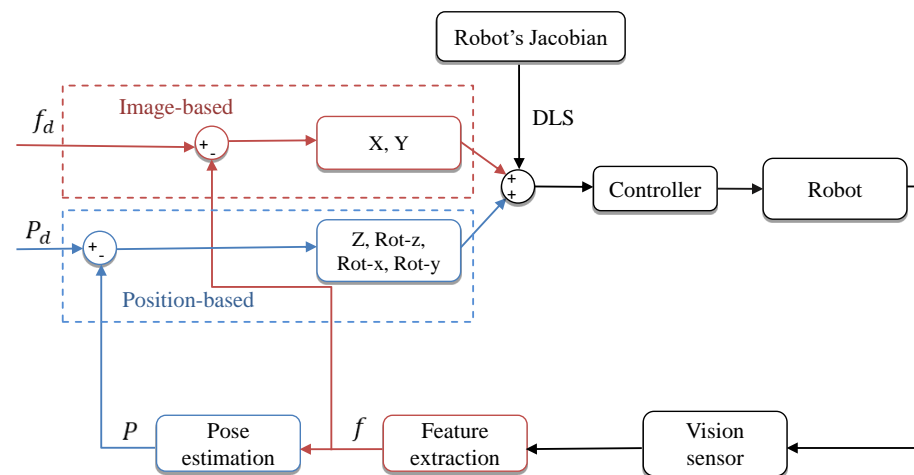 Robot's Jacobian
Image-based
f_d
+
-
X, Y
DLS
+
+
Controller
Robot
P_d
+
-
Z, Rot-z,
Rot-x, Rot-y
Position-based
P
Pose
estimation
f
Feature
extraction
Vision
sensor